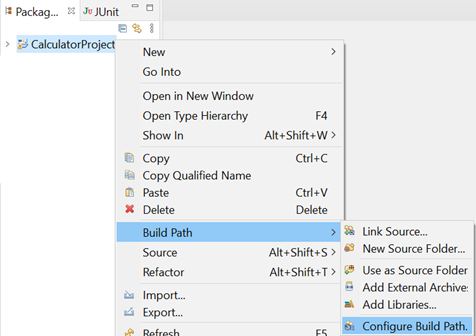 Packag... JUnit
CalculatorProject
New
Go Into
Open in New Window
Open Type Hierarchy F4
Show In Alt+Shift+W
Copy Ctrl+C
Copy Qualified Name
Paste Ctrl+V
Delete Delete
Build Path
Source Alt+Shift+S
Refactor Alt+Shift+T
Import...
Export...
Refresh F5
Link Source...
New Source Folder...
Use as Source Folder
Add External Archives
Add Libraries...
Configure Build Path.